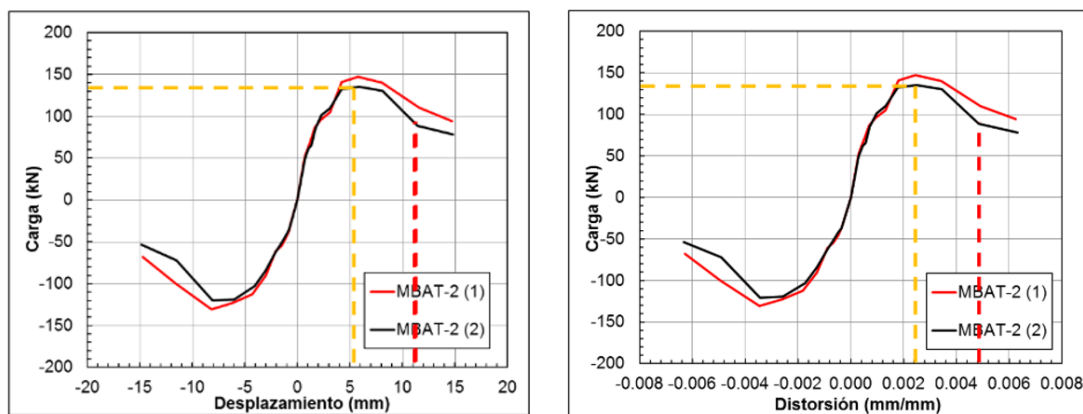 200
150
100
50
0
-50
-100
-150
-200
Carga (kN)
-20 -15 -10 -5 0 5 10 15 20
Desplazamiento (mm)
MBAT-2 (1)
MBAT-2 (2)
200
150
100
50
0
-50
-100
-150
-200
Carga (kN)
-0.008 -0.006 -0.004 -0.002 0.000 0.002 0.004 0.006 0.008
Distorsión (mm/mm)
MBAT-2 (1)
MBAT-2 (2)